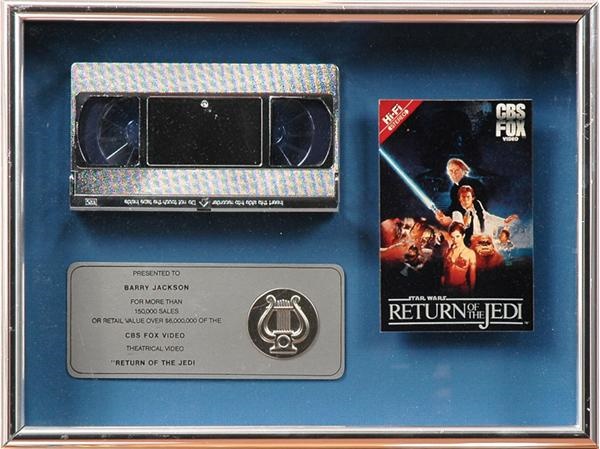 Insert this side into recorder Do not touch the tape inside
VHS
Hi-Fi
STEREO
CBS
FOX
VIDEO
STAR WARS
RETURN OF THE JEDI
TM
PRESENTED TO
BARRY JACKSON
FOR MORE THAN
150,000 SALES
OR RETAIL VALUE OVER $6,000,000 OF THE
CBS FOX VIDEO
THEATRICAL VIDEO
"RETURN OF THE JEDI